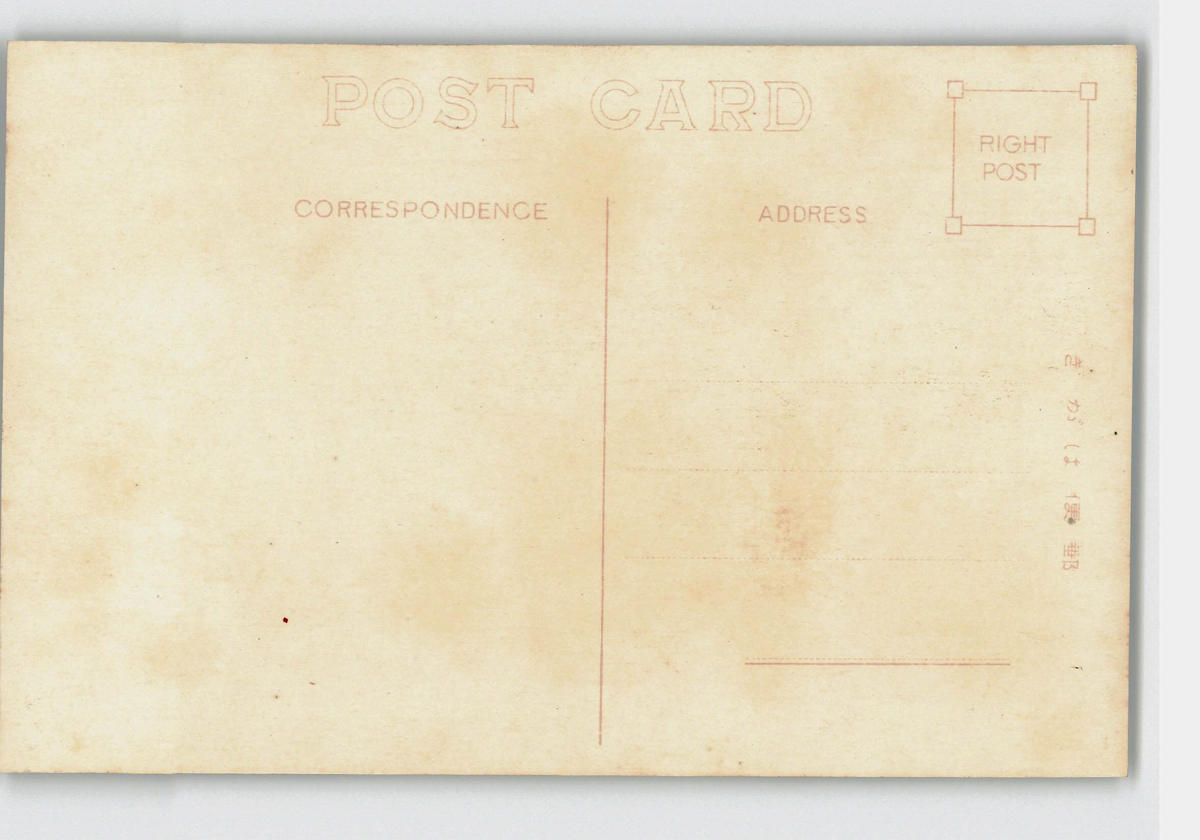 POST CARD
CORRESPONDENCE
ADDRESS
RIGHT
POST
郵便はがき